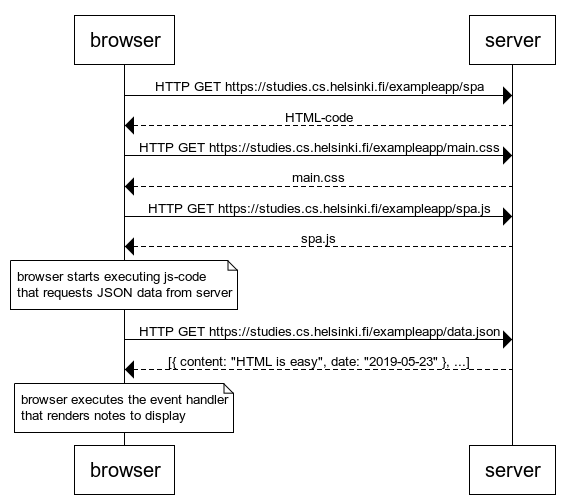 browser
server
HTTP GET https://studies.cs.helsinki.fi/exampleapp/spa
HTML-code
HTTP GET https://studies.cs.helsinki.fi/exampleapp/main.css
main.css
HTTP GET https://studies.cs.helsinki.fi/exampleapp/spa.js
spa.js
browser starts executing js-code
that requests JSON data from server
HTTP GET https://studies.cs.helsinki.fi/exampleapp/data.json
[{ content: "HTML is easy", date: "2019-05-23" }, ...]
browser executes the event handler
that renders notes to display
browser
server